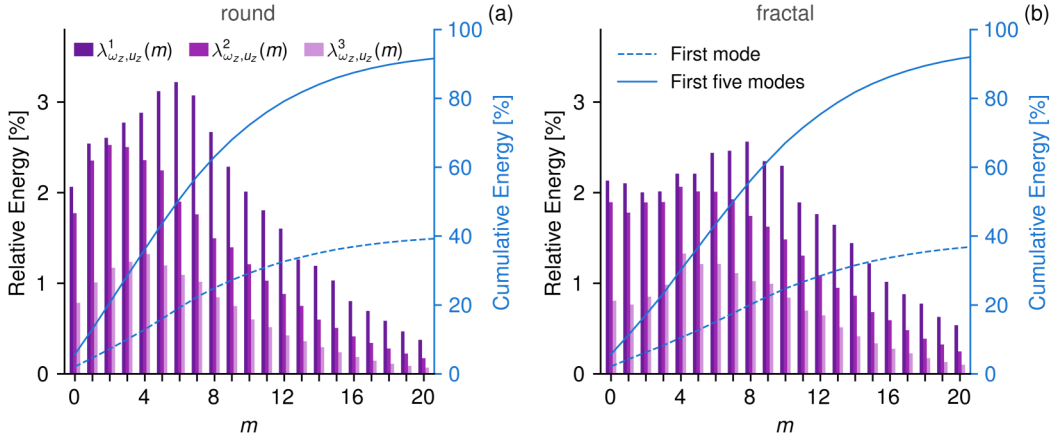 round
(a)
λ¹ω_z,u_z(m) λ²ω_z,u_z(m) λ³ω_z,u_z(m)
Relative Energy [%]
3
2
1
0
100
80
60
40
20
0
Cumulative Energy [%]
0 4 8 12 16 20
m
fractal
(b)
First mode
First five modes
Relative Energy [%]
3
2
1
0
100
80
60
40
20
0
Cumulative Energy [%]
0 4 8 12 16 20
m